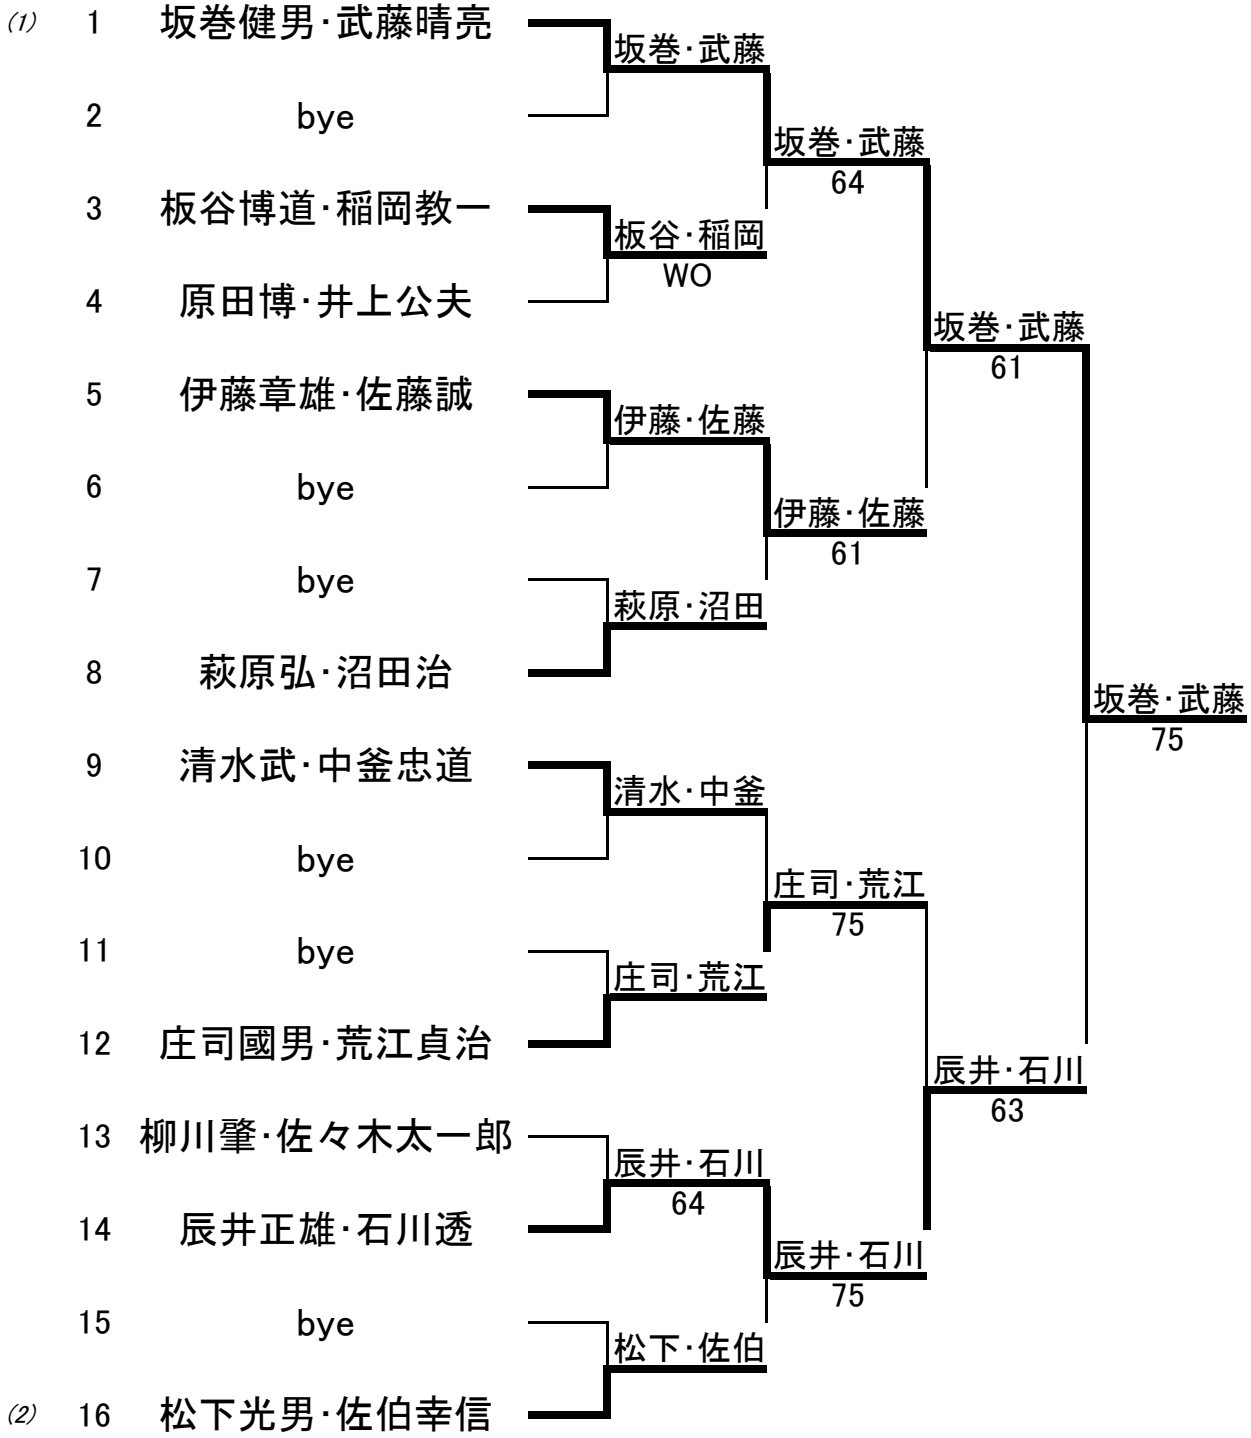 (1) 1 坂巻健男・武藤晴亮
坂巻・武藤
2 bye
坂巻・武藤
64
3 板谷博道・稲岡教一
板谷・稲岡
WO
4 原田博・井上公夫
坂巻・武藤
61
5 伊藤章雄・佐藤誠
伊藤・佐藤
6 bye
伊藤・佐藤
61
7 bye
萩原・沼田
8 萩原弘・沼田治
坂巻・武藤
75
9 清水武・中釜忠道
清水・中釜
10 bye
庄司・荒江
75
11 bye
庄司・荒江
12 庄司國男・荒江貞治
辰井・石川
63
13 柳川肇・佐々木太一郎
辰井・石川
64
14 辰井正雄・石川透
辰井・石川
75
15 bye
松下・佐伯
(2) 16 松下光男・佐伯幸信